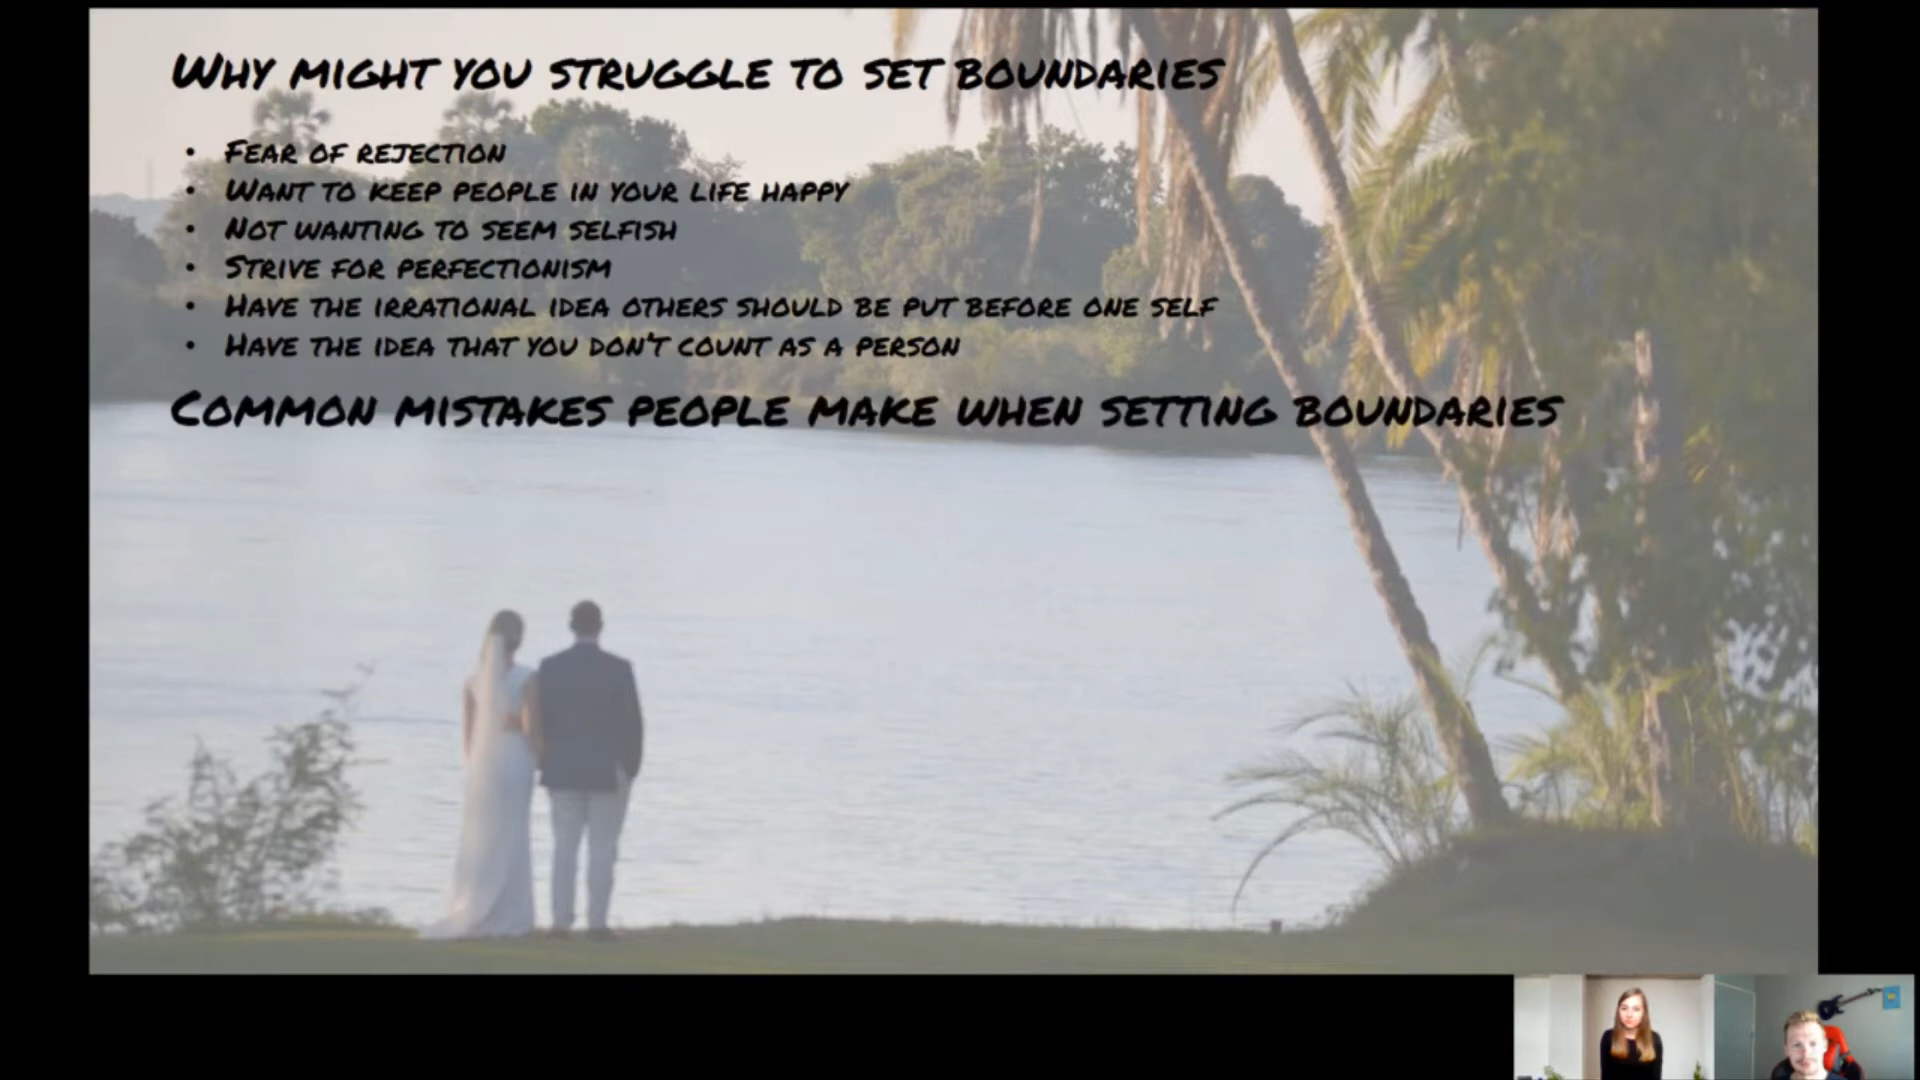 Why might you struggle to set boundaries
• Fear of rejection
• Want to keep people in your life happy
• Not wanting to seem selfish
• Strive for perfectionism
• Have the irrational idea others should be put before one self
• Have the idea that you don't count as a person
Common mistakes people make when setting boundaries